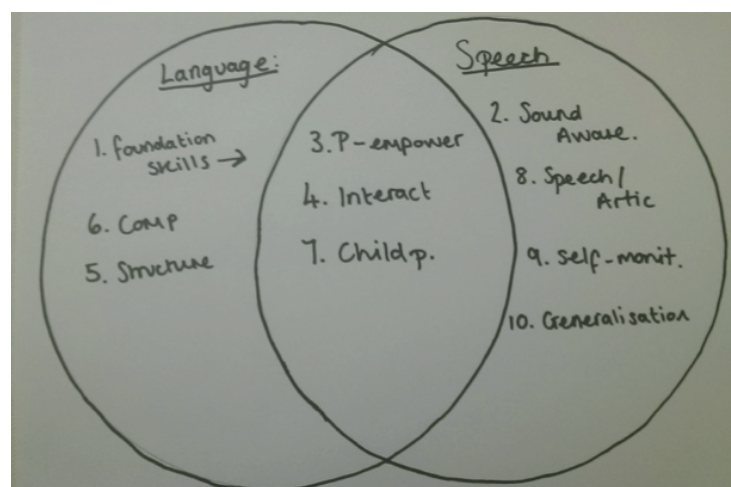 Language:
1. foundation
skills →
6. Comp
5. Structure
3. P-empower
4. Interact
7. Child p.
Speech
2. Sound
Aware.
8. Speech/
Artic
9. Self-monit.
10. Generalisation